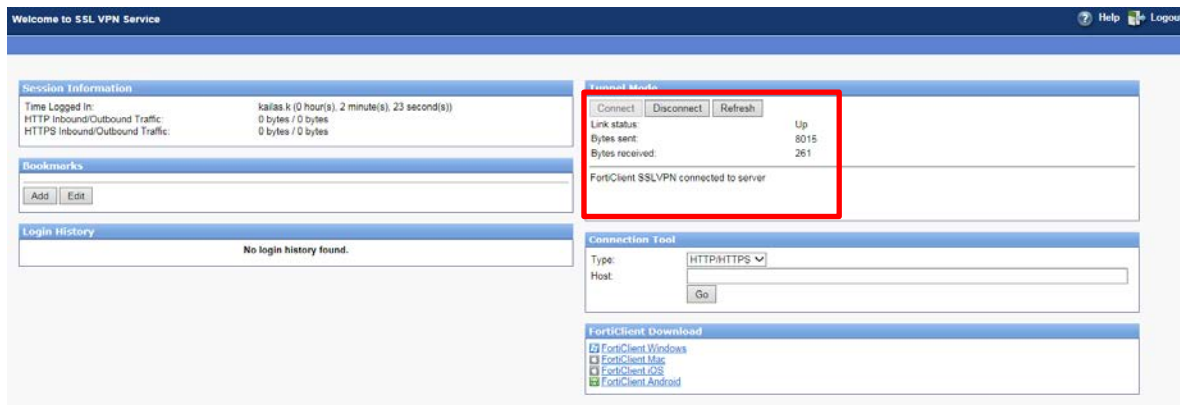 Welcome to SSL VPN Service
Help Logou
Session Information
Time Logged In: kailas.k (0 hour(s), 2 minute(s), 23 second(s))
HTTP Inbound/Outbound Traffic: 0 bytes / 0 bytes
HTTPS Inbound/Outbound Traffic: 0 bytes / 0 bytes
Bookmarks
Add Edit
Login History
No login history found.
Tunnel Mode
Connect Disconnect Refresh
Link status: Up
Bytes sent: 8015
Bytes received: 261
FortiClient SSLVPN connected to server
Connection Tool
Type: HTTP/HTTPS
Host:
Go
FortiClient Download
FortiClient Windows
FortiClient Mac
FortiClient iOS
FortiClient Android